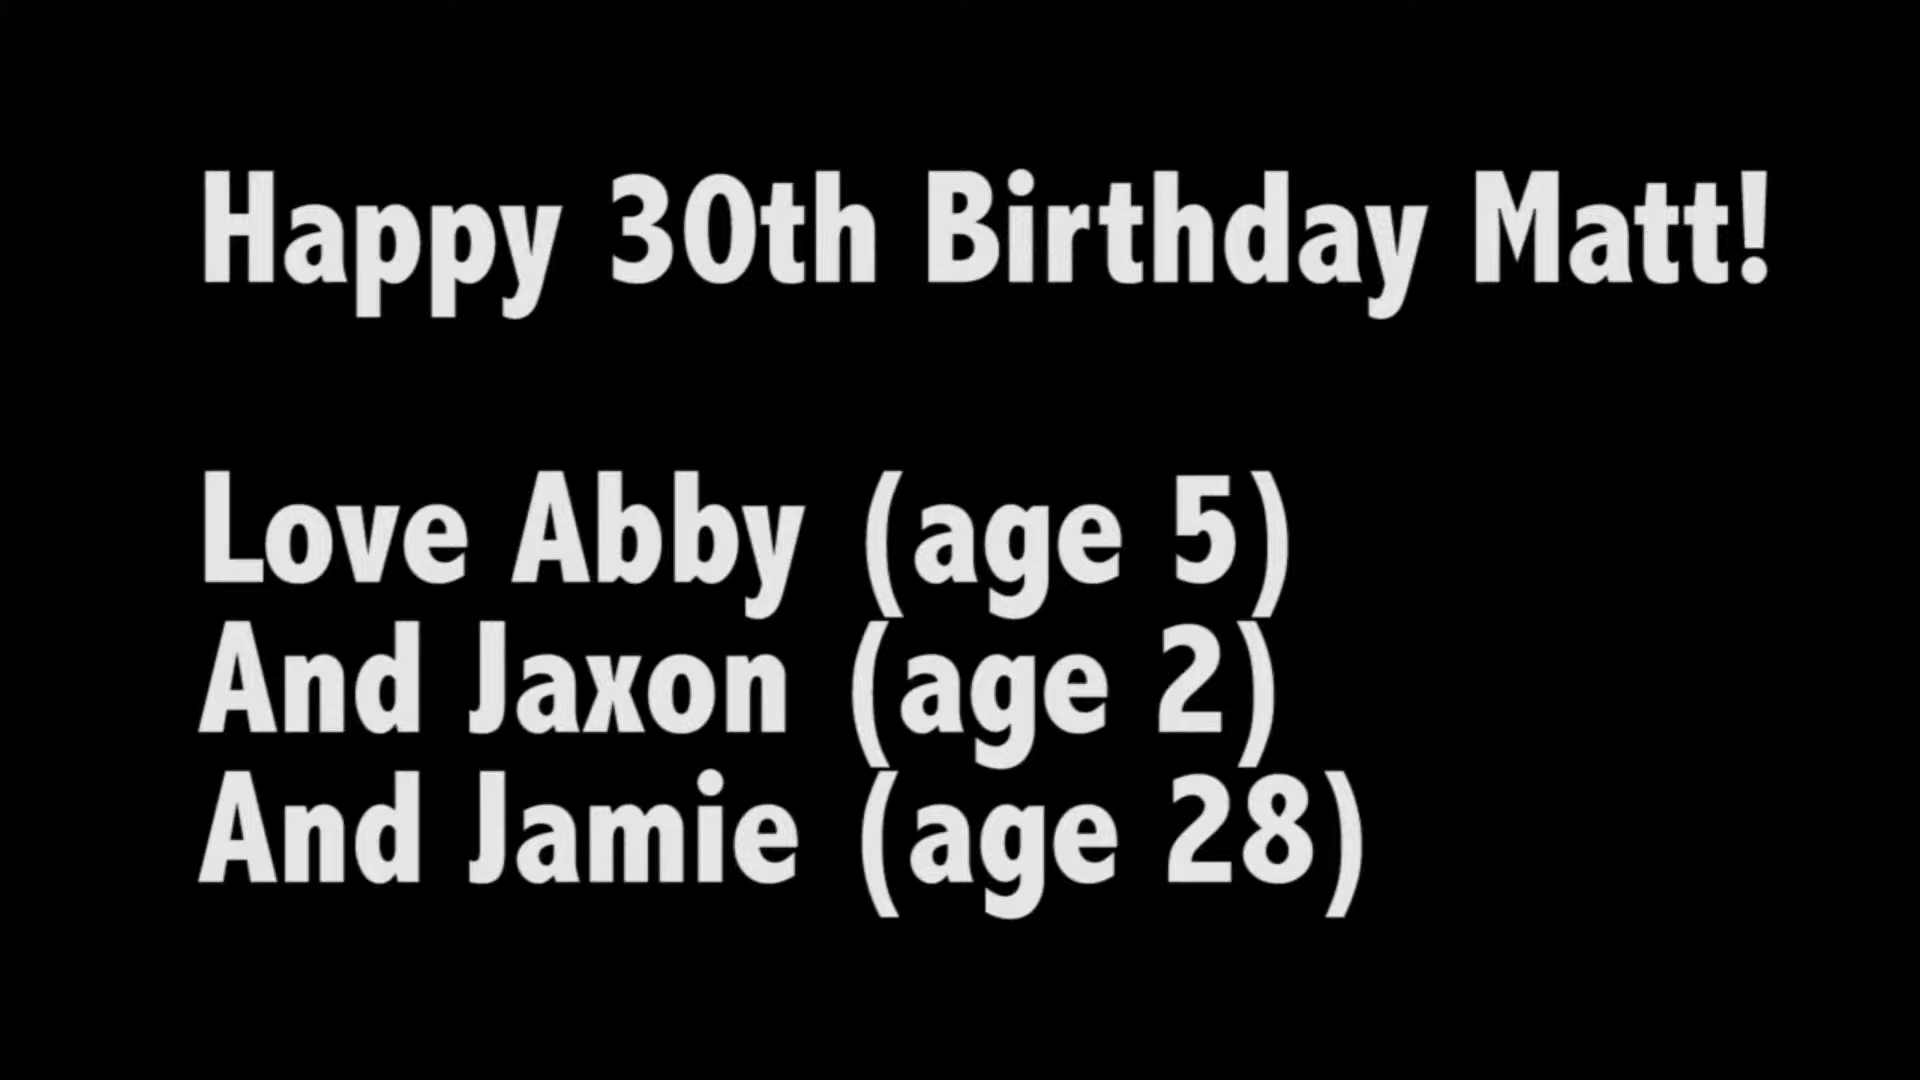 Happy 30th Birthday Matt!
Love Abby (age 5)
And Jaxon (age 2)
And Jamie (age 28)